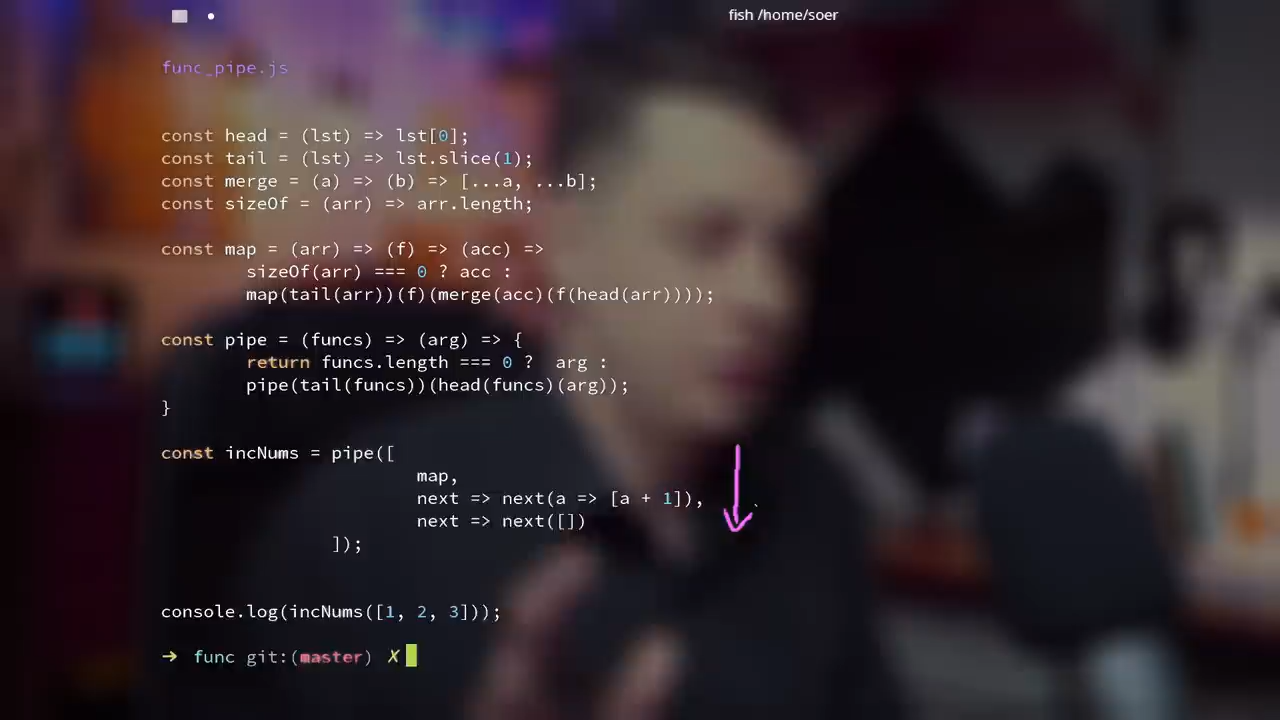 fish /home/soer
func_pipe.js
const head = (lst) => lst[0];
const tail = (lst) => lst.slice(1);
const merge = (a) => (b) => [...a, ...b];
const sizeOf = (arr) => arr.length;
const map = (arr) => (f) => (acc) =>
sizeOf(arr) === 0 ? acc :
map(tail(arr))(f)(merge(acc)(f(head(arr))));
const pipe = (funcs) => (arg) => {
return funcs.length === 0 ?  arg :
pipe(tail(funcs))(head(funcs)(arg));
}
const incNums = pipe([
map,
next => next(a => [a + 1]),
next => next([])
]);
console.log(incNums([1, 2, 3]));
→ func git:(master) ✗